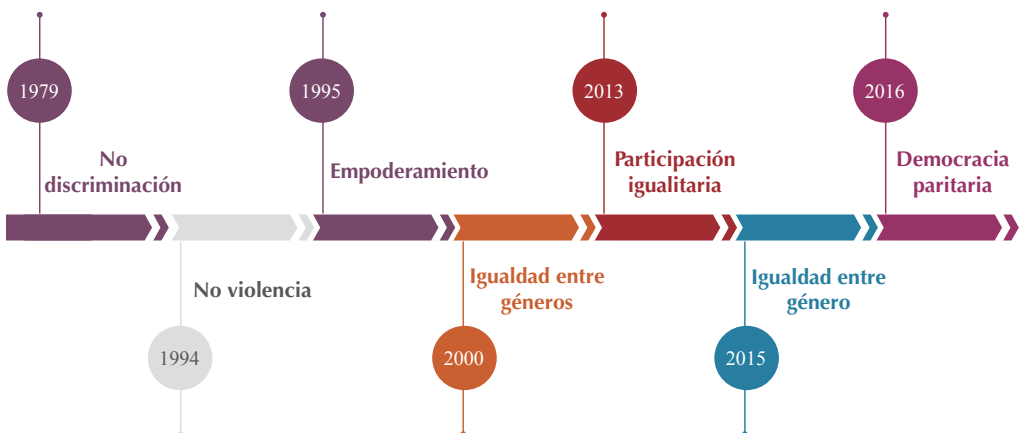 1979
No
discriminación
1994
No violencia
1995
Empoderamiento
2000
Igualdad entre
géneros
2013
Participación
igualitaria
2015
Igualdad entre
género
2016
Democracia
paritaria